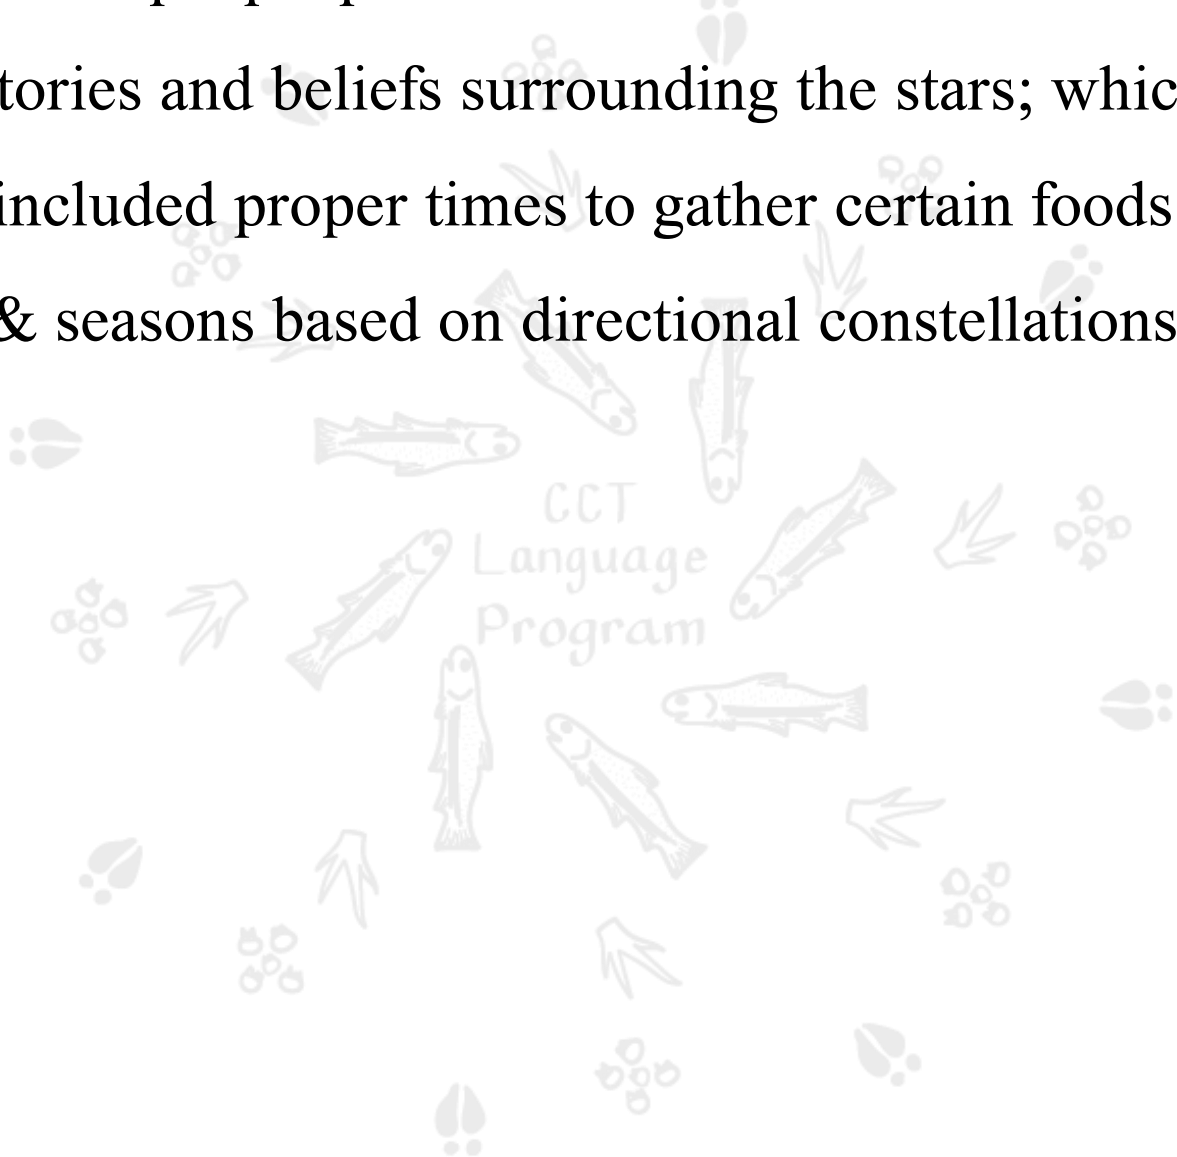 tories and beliefs surrounding the stars; whic
included proper times to gather certain foods
& seasons based on directional constellations
CCT
Language
Program